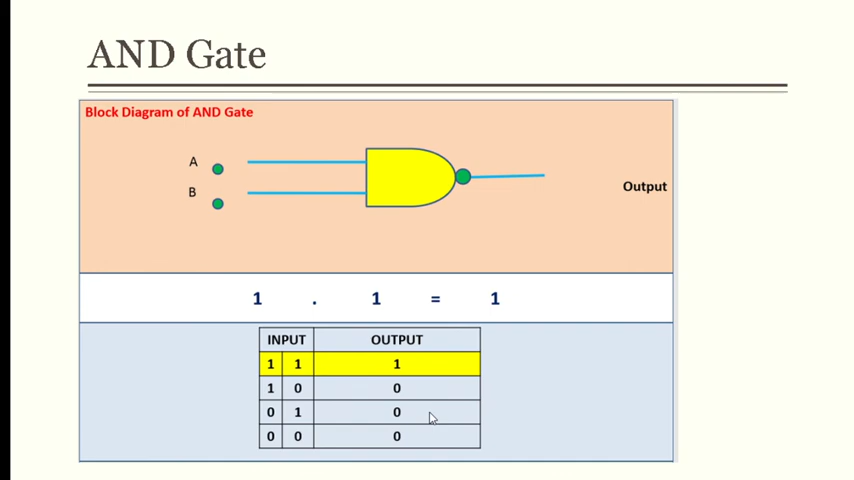 AND Gate
Block Diagram of AND Gate
A
B
Output
1 . 1 = 1
INPUT OUTPUT
1 1 1
1 0 0
0 1 0
0 0 0